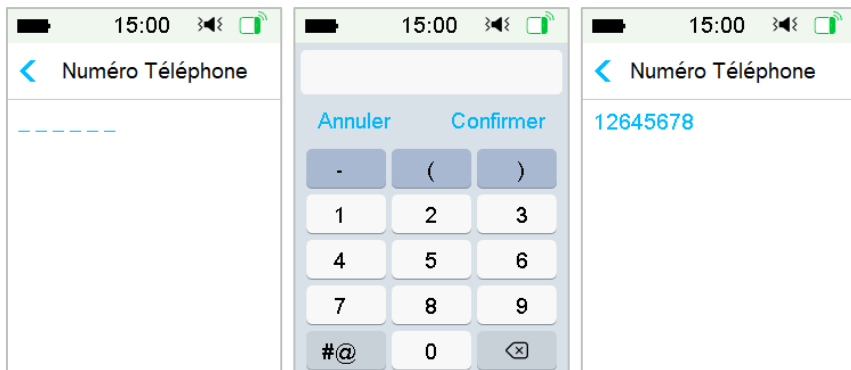 15:00
Numéro Téléphone
_ _ _ _ _ _
15:00
Annuler Confirmer
- ( )
1 2 3
4 5 6
7 8 9
#@ 0
15:00
Numéro Téléphone
12645678